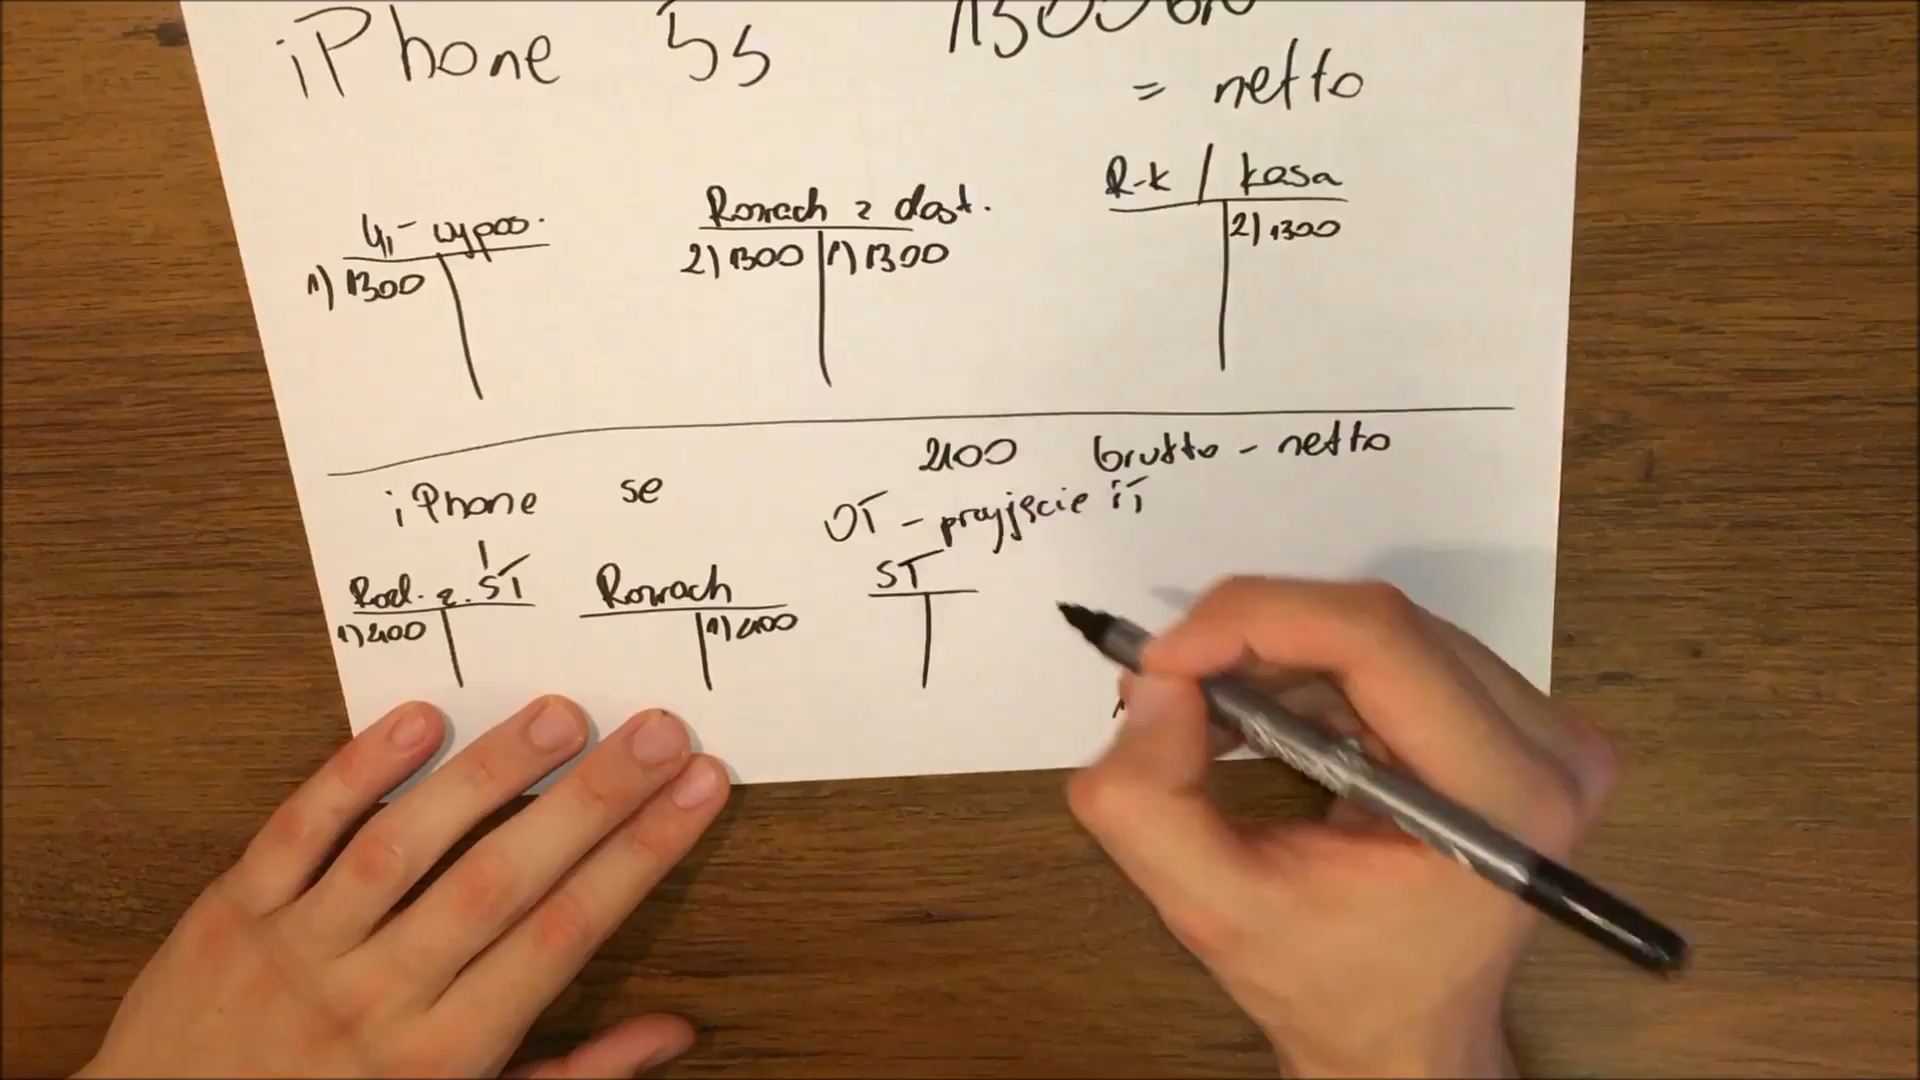 iPhone 5s
= netto
R-k / kasa
Rozrach z dost.
2) 1300
1) 1300 2) 1300 1) 1300
iPhone se 2100 brutto - netto
OT - przyjęcie ŚT
Rozl. z. ŚT Rozrach ŚT
1) 2100 1) 2100